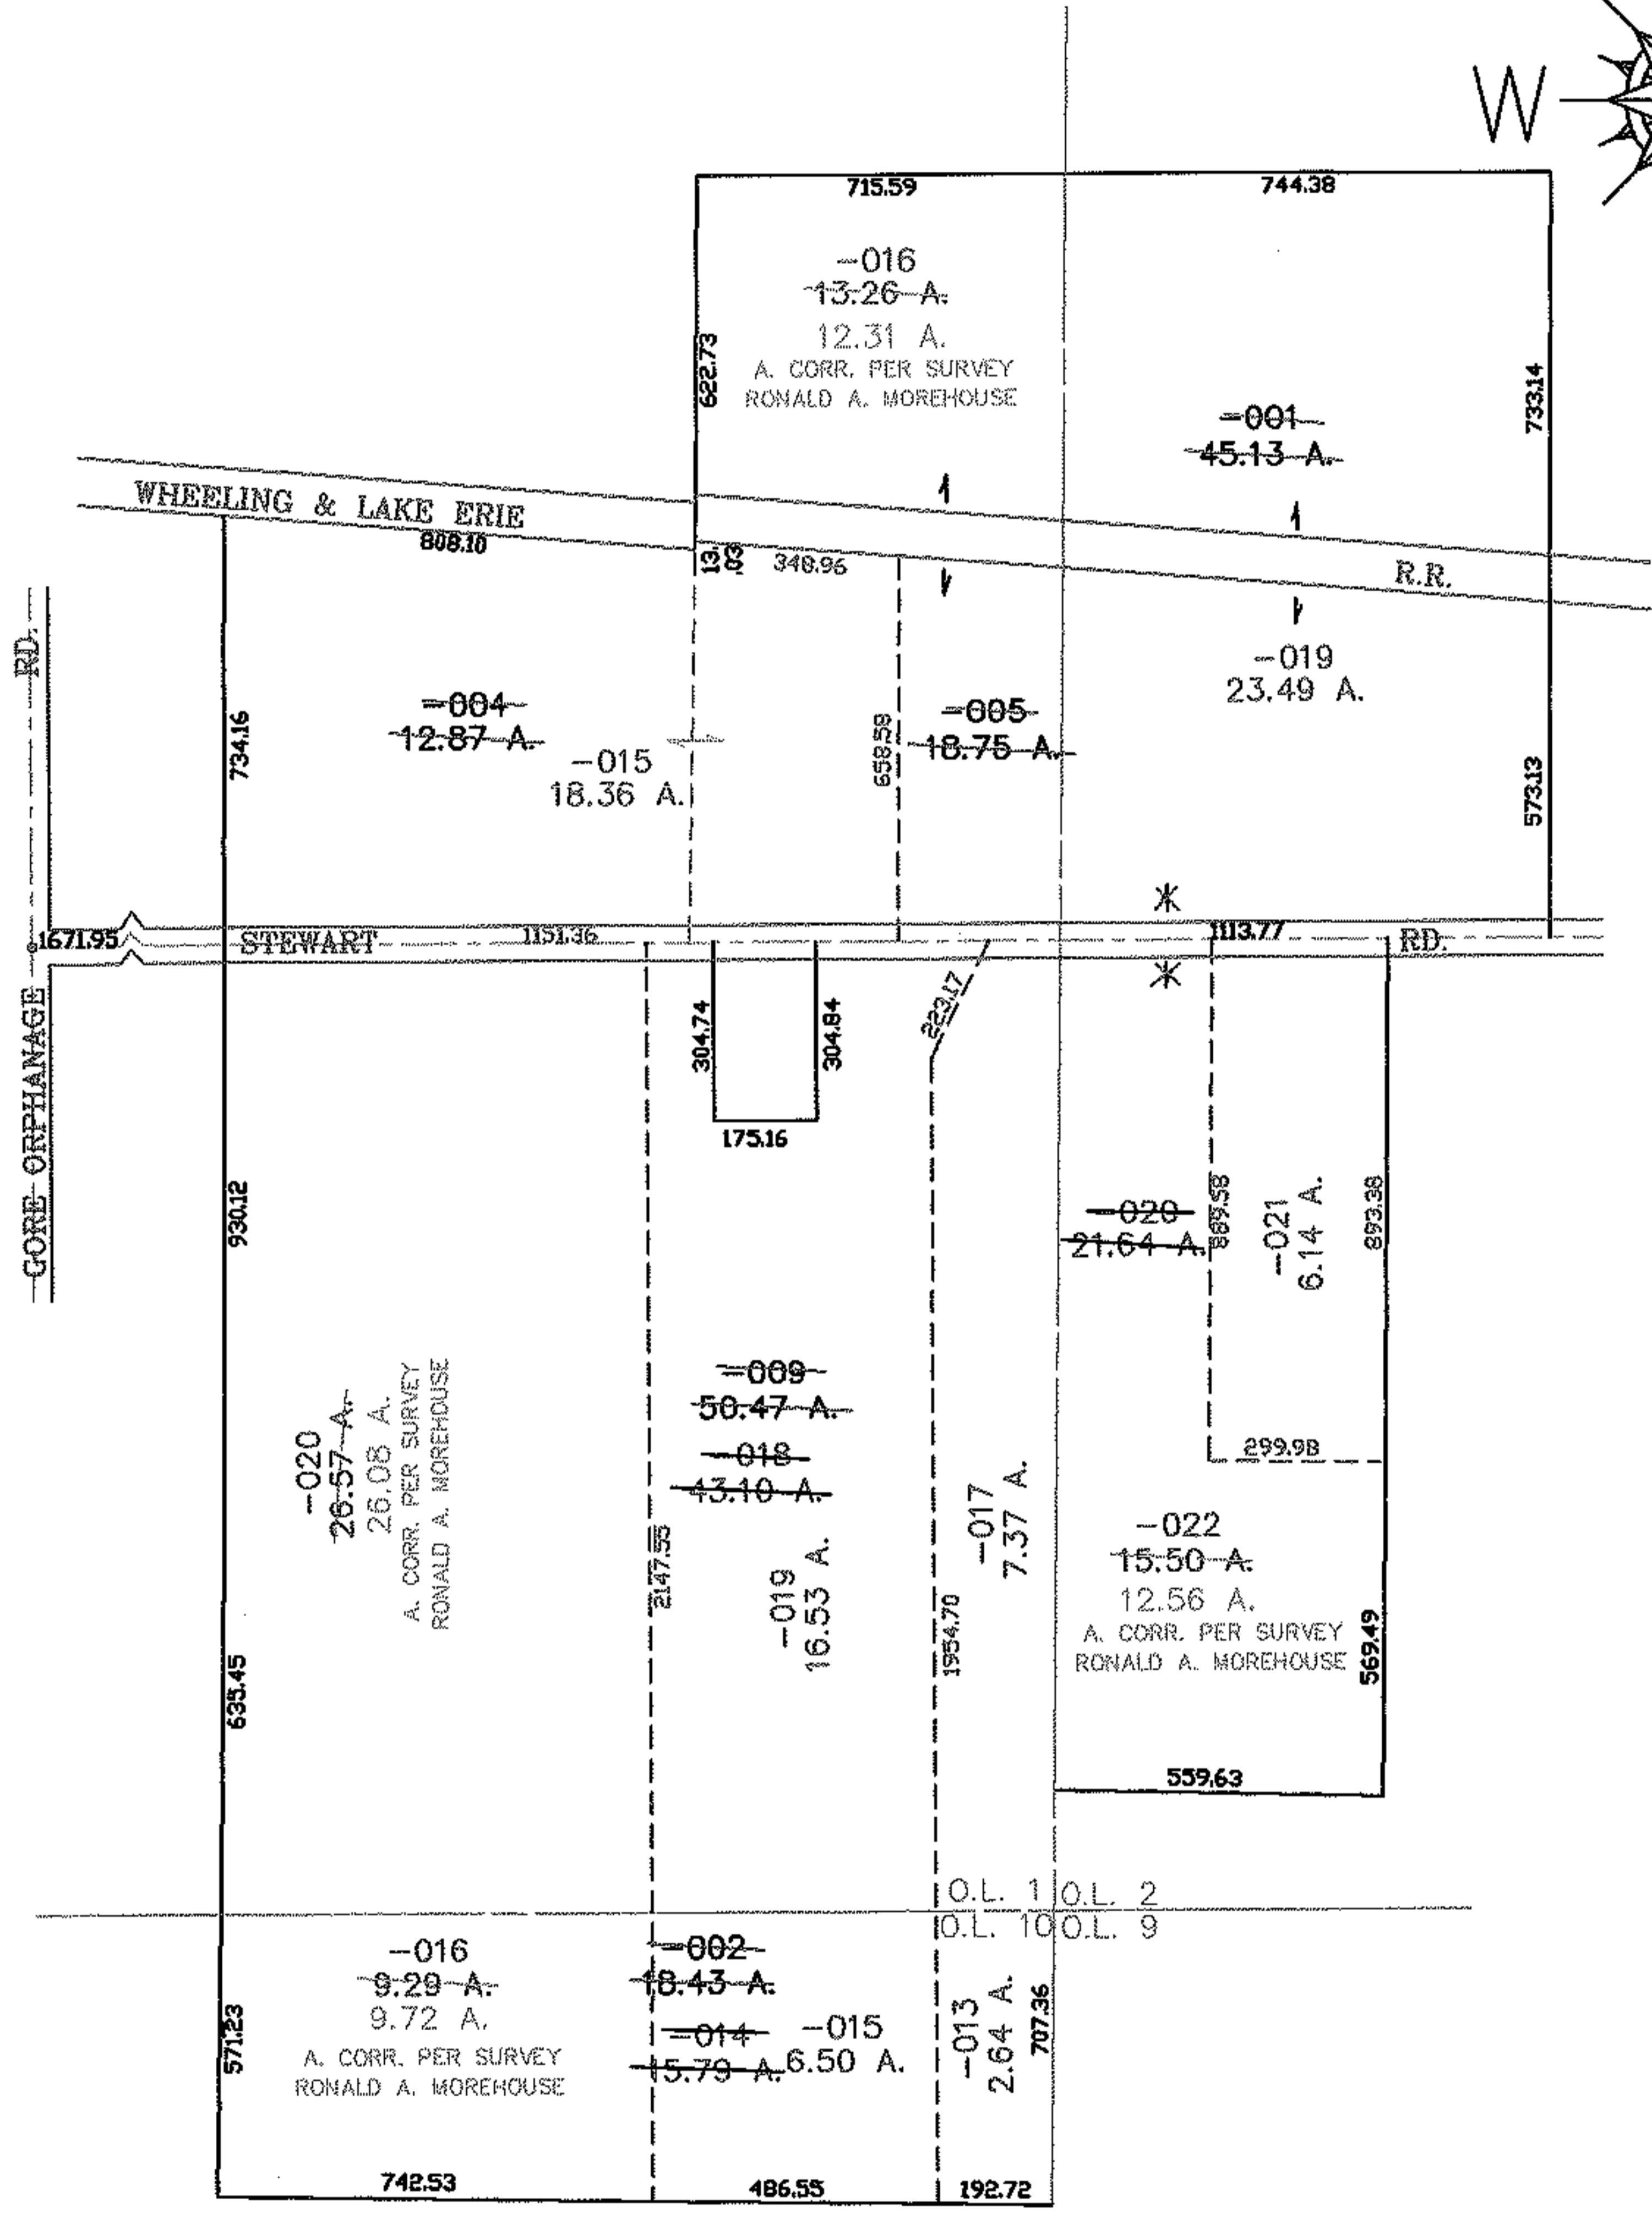 W
715.59
744.38
-016
13.26 A.
12.31 A.
A. CORR. PER SURVEY
RONALD A. MOREHOUSE
622.73
733.14
-001
45.13 A.
WHEELING & LAKE ERIE
R.R.
808.10
13.83
348.96
RD.
-004
12.87 A.
-015
18.36 A.
734.16
658.59
-005
18.75 A.
-019
23.49 A.
573.13
1671.95
STEWART
1151.36
1113.77
RD.
GORE ORPHANAGE
304.74
304.84
175.16
223.17
930.12
-020
21.64 A.
889.58
-021
6.14 A.
893.38
299.98
-009
50.47 A.
-018
43.10 A.
-020
26.57 A.
26.08 A.
A. CORR. PER SURVEY
RONALD A. MOREHOUSE
635.45
2147.55
-019
16.53 A.
1954.70
-017
7.37 A.
-022
15.50 A.
12.56 A.
A. CORR. PER SURVEY
RONALD A. MOREHOUSE
569.49
559.63
O.L. 1
O.L. 2
O.L. 10
O.L. 9
-016
9.29 A.
9.72 A.
A. CORR. PER SURVEY
RONALD A. MOREHOUSE
571.23
-002
18.43 A.
-014
15.79 A.
-015
6.50 A.
-013
2.64 A.
707.36
742.53
486.55
192.72